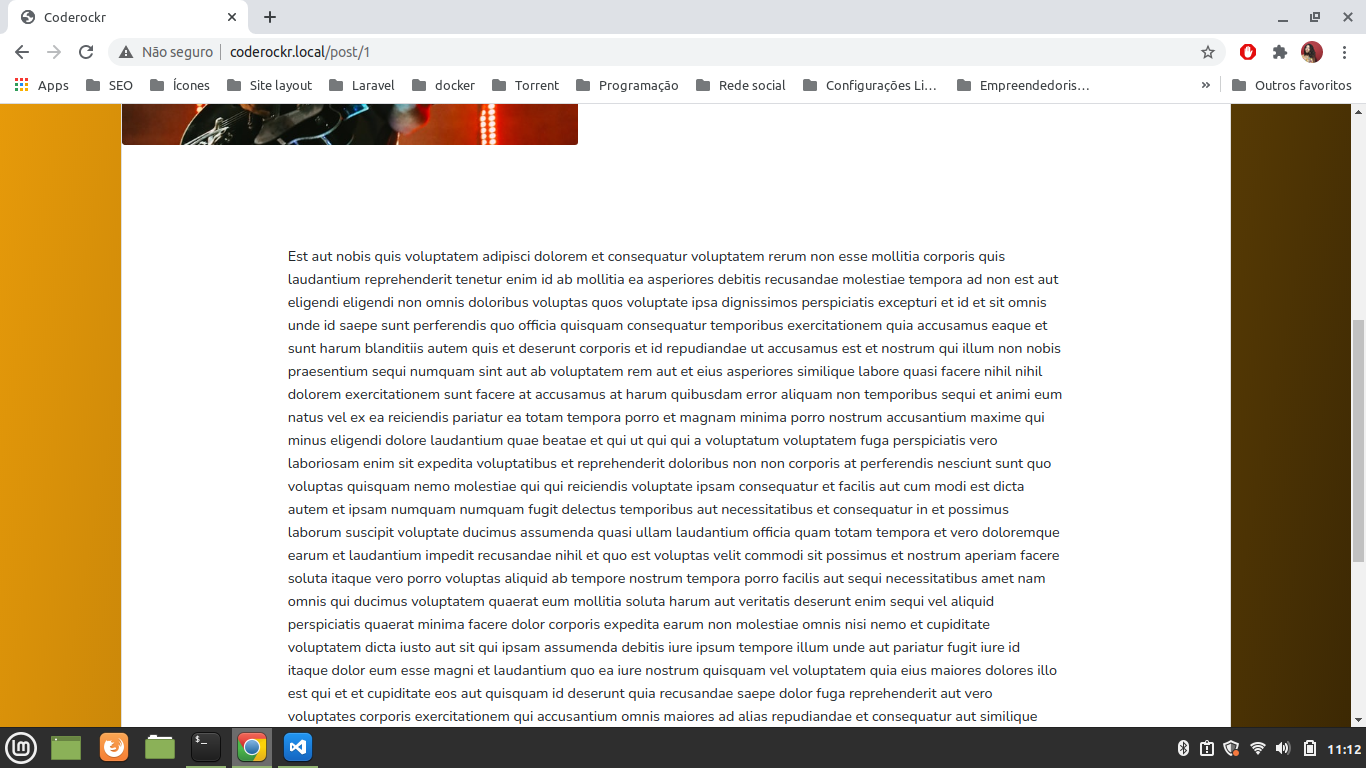 Coderockr
Não seguro
coderockr.local/post/1
Apps
SEO
Ícones
Site layout
Laravel
docker
Torrent
Programação
Rede social
Configurações Li...
Empreendedoris...
»
Outros favoritos
Est aut nobis quis voluptatem adipisci dolorem et consequatur voluptatem rerum non esse mollitia corporis quis
laudantium reprehenderit tenetur enim id ab mollitia ea asperiores debitis recusandae molestiae tempora ad non est aut
eligendi eligendi non omnis doloribus voluptas quos voluptate ipsa dignissimos perspiciatis excepturi et id et sit omnis
unde id saepe sunt perferendis quo officia quisquam consequatur temporibus exercitationem quia accusamus eaque et
sunt harum blanditiis autem quis et deserunt corporis et id repudiandae ut accusamus est et nostrum qui illum non nobis
praesentium sequi numquam sint aut ab voluptatem rem aut et eius asperiores similique labore quasi facere nihil nihil
dolorem exercitationem sunt facere at accusamus at harum quibusdam error aliquam non temporibus sequi et animi eum
natus vel ex ea reiciendis pariatur ea totam tempora porro et magnam minima porro nostrum accusantium maxime qui
minus eligendi dolore laudantium quae beatae et qui ut qui qui a voluptatum voluptatem fuga perspiciatis vero
laboriosam enim sit expedita voluptatibus et reprehenderit doloribus non non corporis at perferendis nesciunt sunt quo
voluptas quisquam nemo molestiae qui qui reiciendis voluptate ipsam consequatur et facilis aut cum modi est dicta
autem et ipsam numquam numquam fugit delectus temporibus aut necessitatibus et consequatur in et possimus
laborum suscipit voluptate ducimus assumenda quasi ullam laudantium officia quam totam tempora et vero doloremque
earum et laudantium impedit recusandae nihil et quo est voluptas velit commodi sit possimus et nostrum aperiam facere
soluta itaque vero porro voluptas aliquid ab tempore nostrum tempora porro facilis aut sequi necessitatibus amet nam
omnis qui ducimus voluptatem quaerat eum mollitia soluta harum aut veritatis deserunt enim sequi vel aliquid
perspiciatis quaerat minima facere dolor corporis expedita earum non molestiae omnis nisi nemo et cupiditate
voluptatem dicta iusto aut sit qui ipsam assumenda debitis iure ipsum tempore illum unde aut pariatur fugit iure id
itaque dolor eum esse magni et laudantium quo ea iure nostrum quisquam vel voluptatem quia eius maiores dolores illo
est qui et et cupiditate eos aut quisquam id deserunt quia recusandae saepe dolor fuga reprehenderit aut vero
voluptates corporis exercitationem qui accusantium omnis maiores ad alias repudiandae et consequatur aut similique
11:12